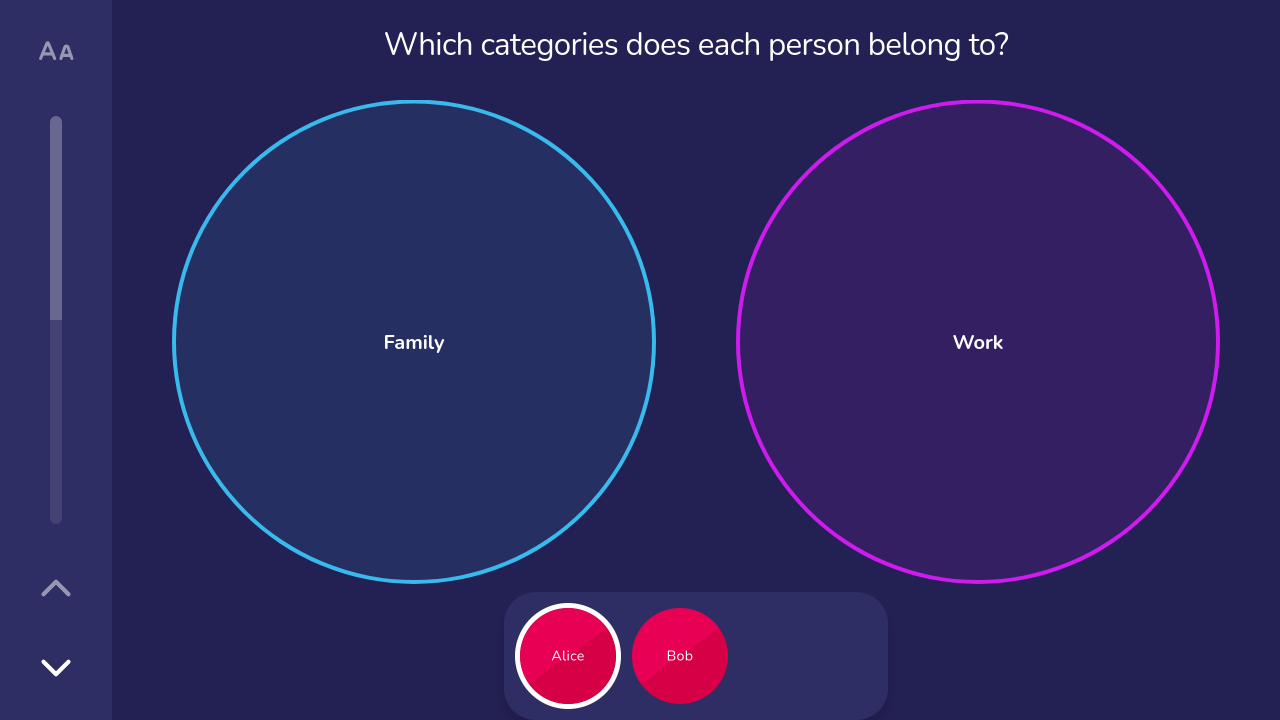 AA
Which categories does each person belong to?
Family
Work
Alice
Bob